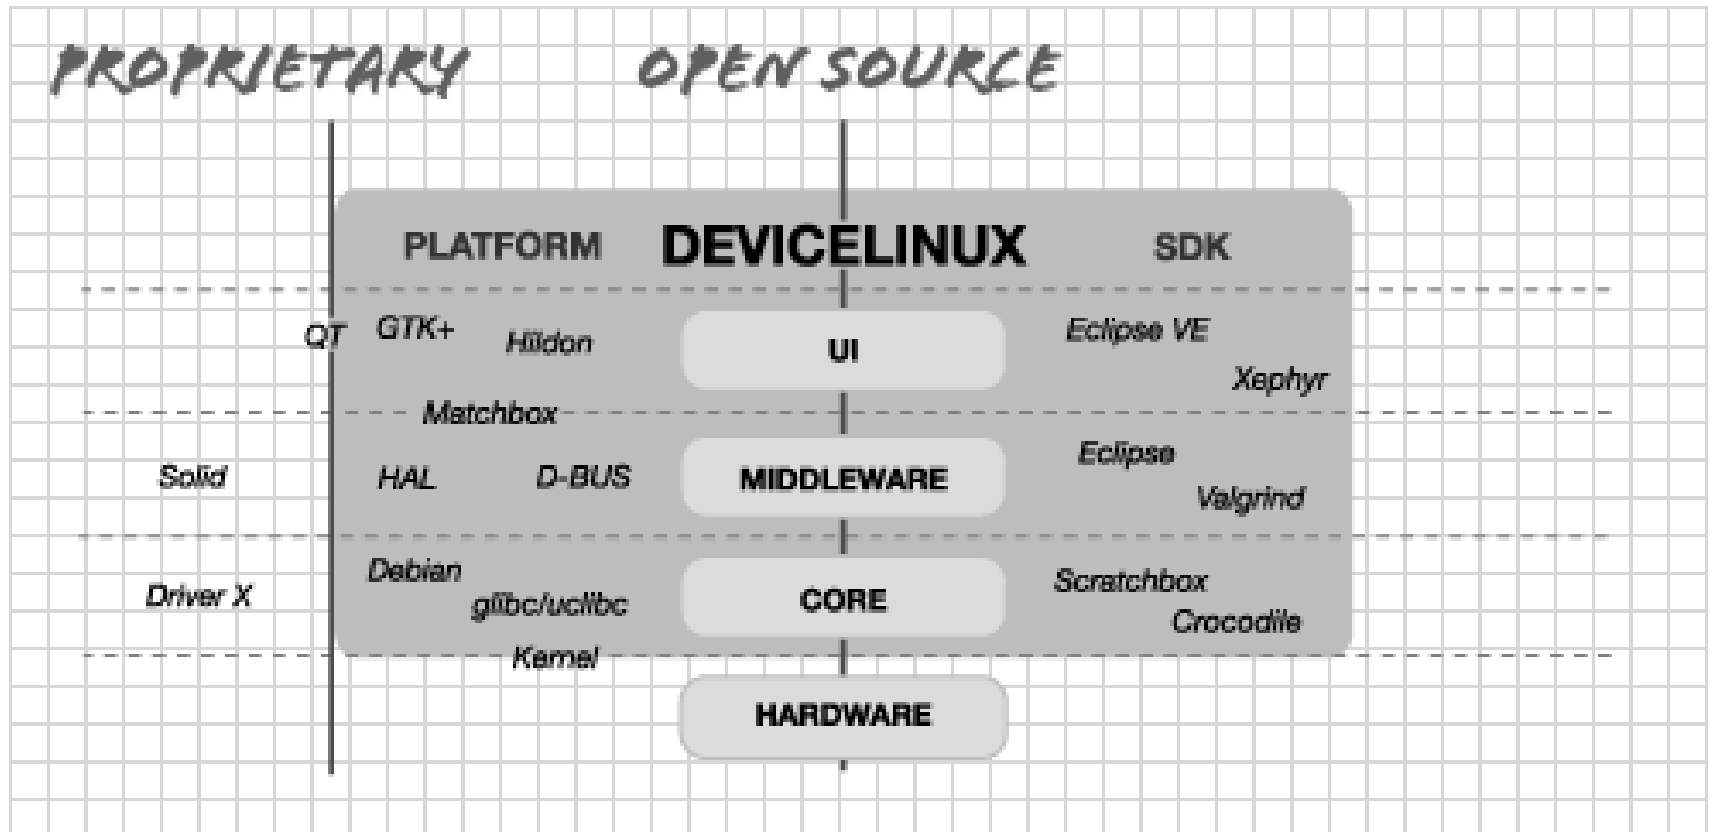 PROPRIETARY OPEN SOURCE
PLATFORM DEVICELINUX SDK
QT GTK+ Hildon UI Eclipse VE
Xephyr
Matchbox
Solid HAL D-BUS MIDDLEWARE Eclipse
Valgrind
Driver X Debian glibc/uclibc CORE Scratchbox
Crocodile
Kernel
HARDWARE